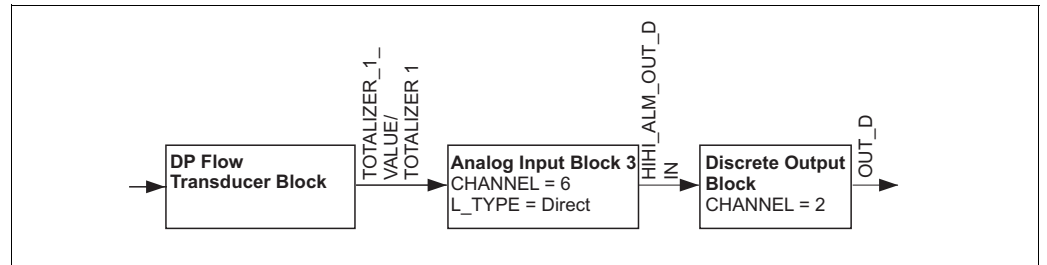 DP Flow
Transducer Block
TOTALIZER_1_
VALUE/
TOTALIZER 1
Analog Input Block 3
CHANNEL = 6
L_TYPE = Direct
HIHI_ALM_OUT_D
IN
Discrete Output
Block
CHANNEL = 2
OUT_D